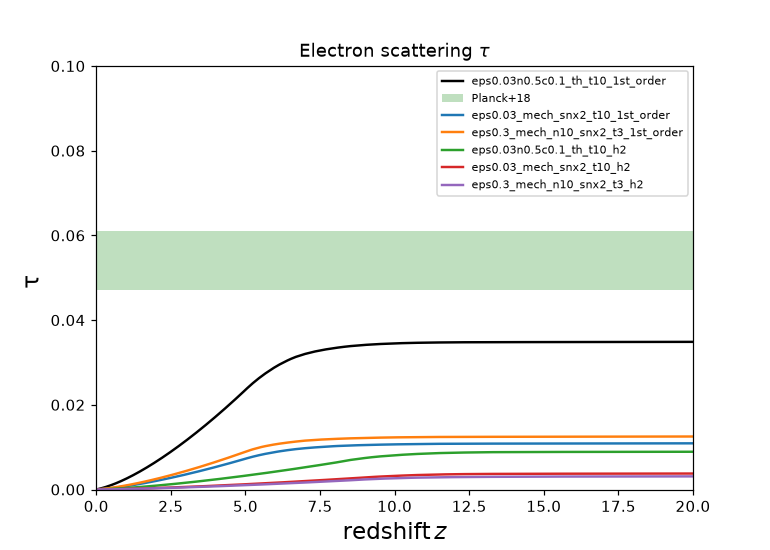 Electron scattering τ
0.10
0.08
0.06
0.04
0.02
0.00
τ
eps0.03n0.5c0.1_th_t10_1st_order
Planck+18
eps0.03_mech_snx2_t10_1st_order
eps0.3_mech_n10_snx2_t3_1st_order
eps0.03n0.5c0.1_th_t10_h2
eps0.03_mech_snx2_t10_h2
eps0.3_mech_n10_snx2_t3_h2
0.0 2.5 5.0 7.5 10.0 12.5 15.0 17.5 20.0
redshift z